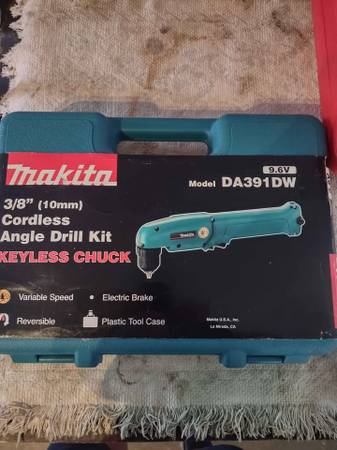 makita
9.6V
Model DA391DW
3/8" (10mm)
Cordless
Angle Drill Kit
KEYLESS CHUCK
Variable Speed
Electric Brake
Reversible
Plastic Tool Case
Makita U.S.A., Inc.
La Mirada, CA